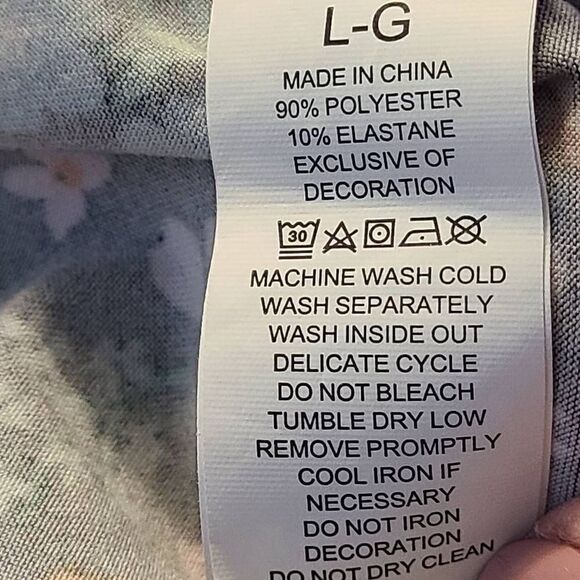 L-G
MADE IN CHINA
90% POLYESTER
10% ELASTANE
EXCLUSIVE OF
DECORATION
30
MACHINE WASH COLD
WASH SEPARATELY
WASH INSIDE OUT
DELICATE CYCLE
DO NOT BLEACH
TUMBLE DRY LOW
REMOVE PROMPTLY
COOL IRON IF
NECESSARY
DO NOT IRON
DECORATION
DO NOT DRY CLEAN